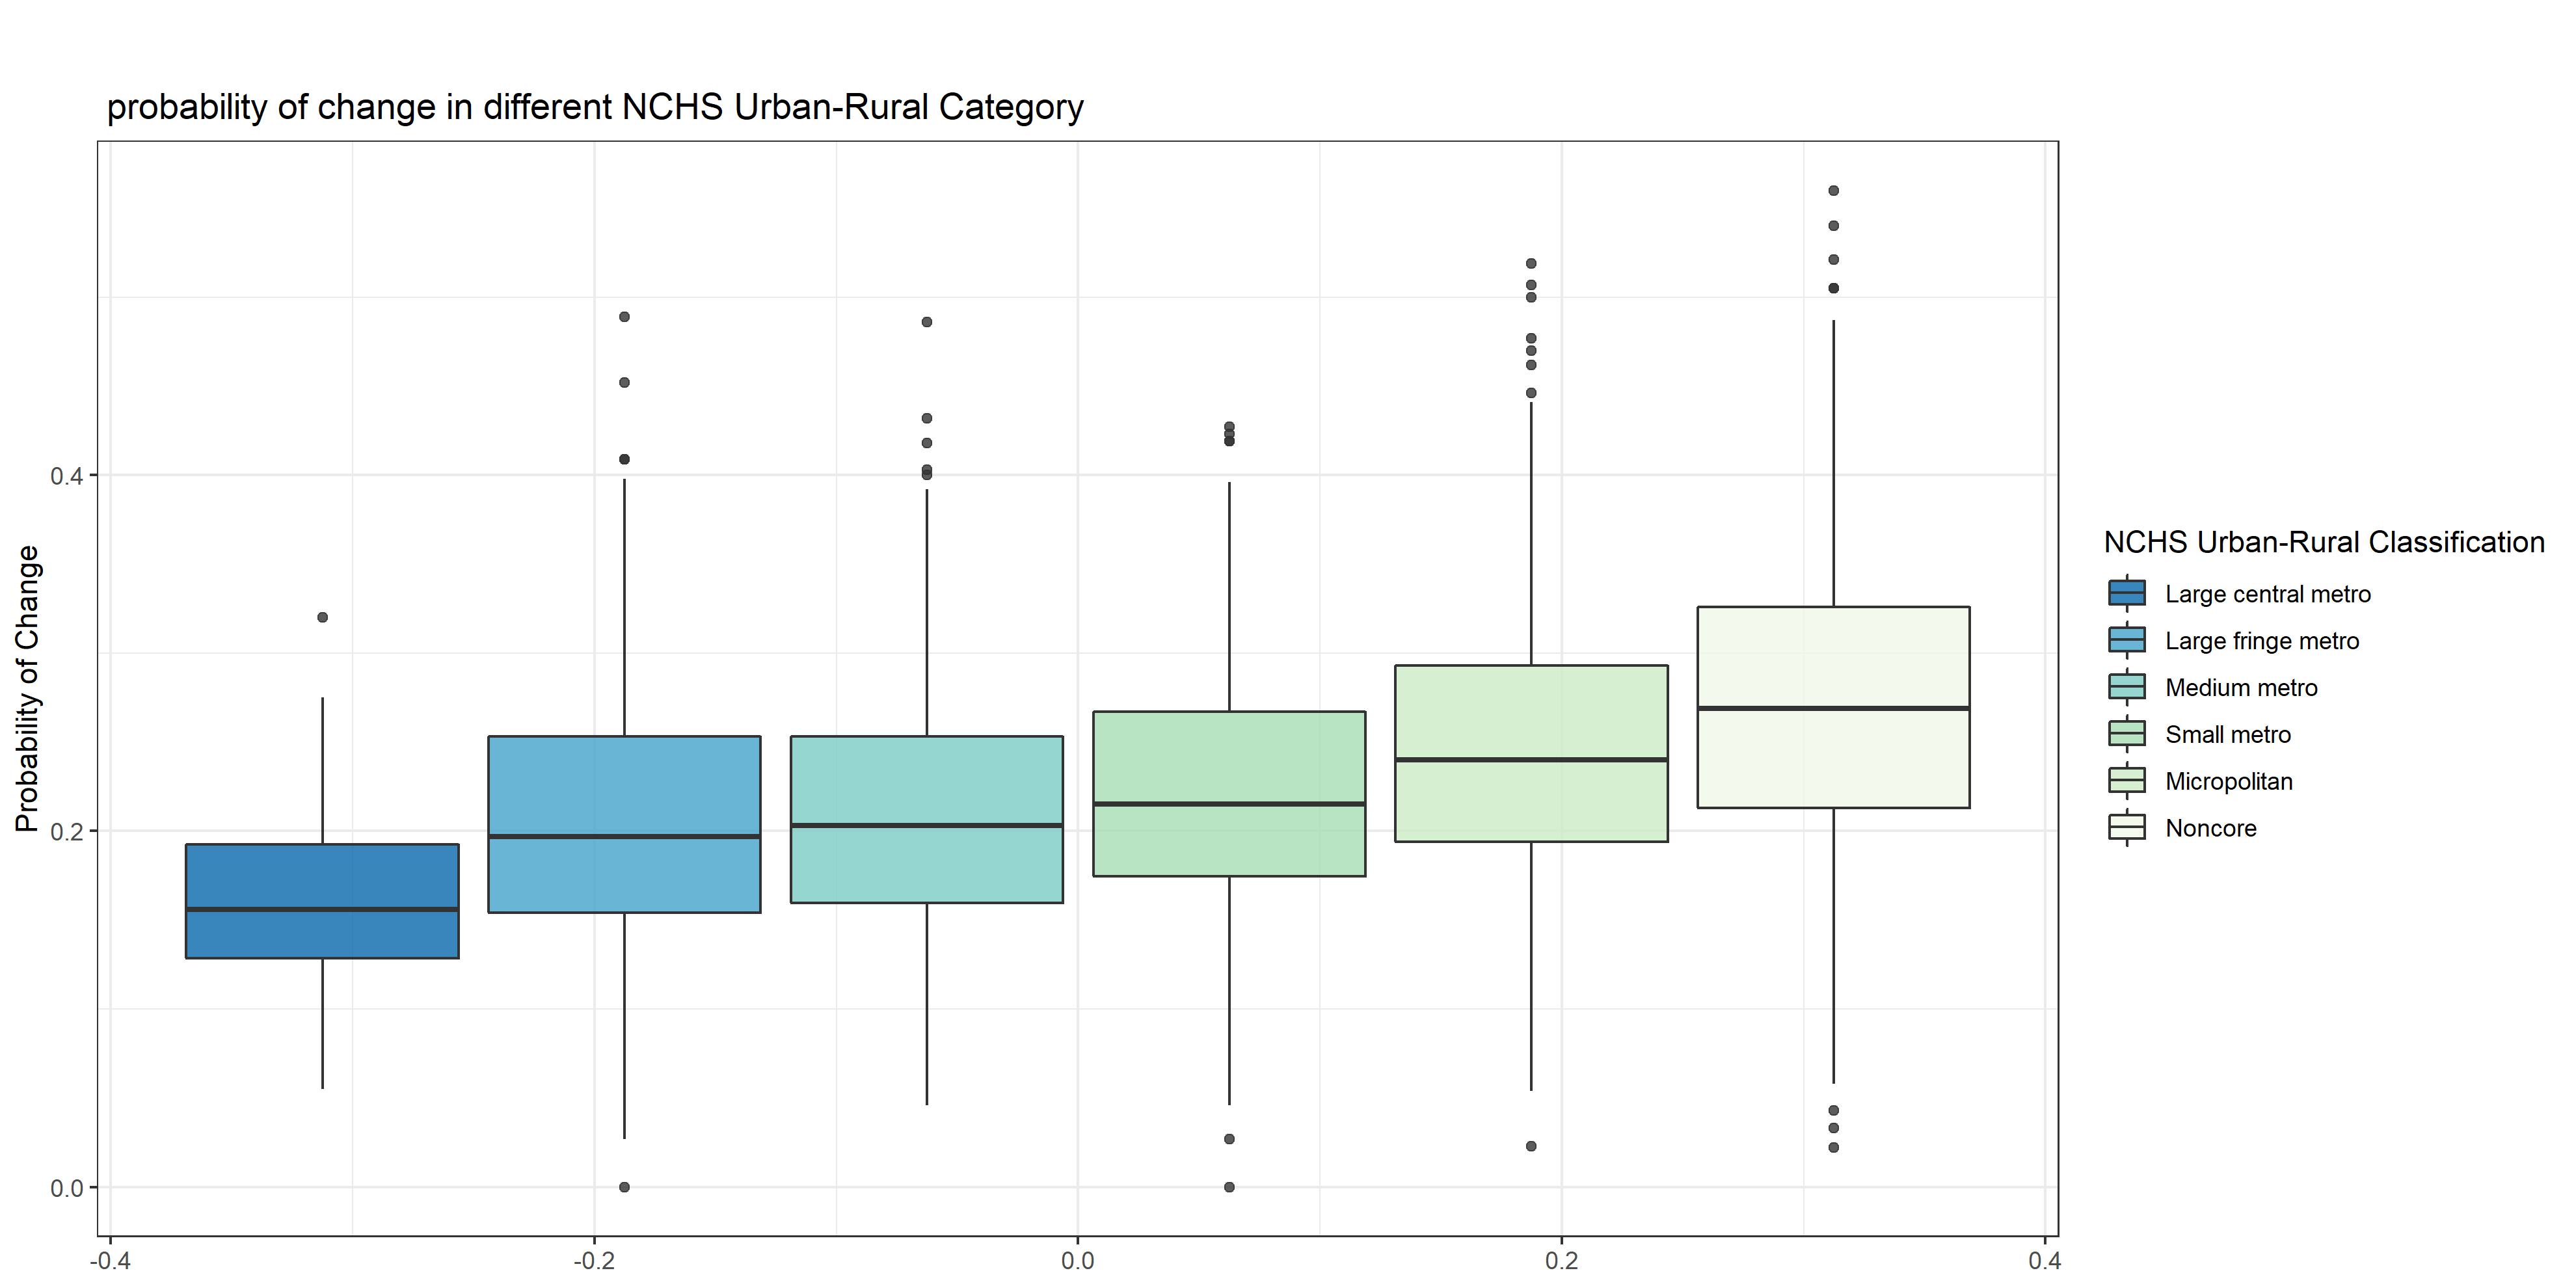 probability of change in different NCHS Urban-Rural Category
Probability of Change
0.4
0.2
0.0
-0.4
-0.2
0.0
0.2
0.4
NCHS Urban-Rural Classification
Large central metro
Large fringe metro
Medium metro
Small metro
Micropolitan
Noncore